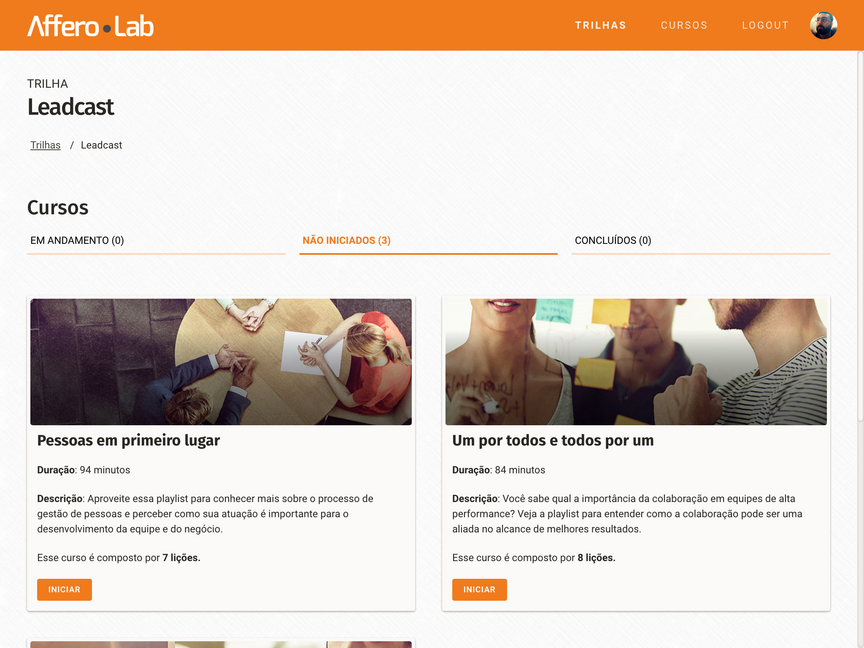 Affero Lab
TRILHAS
CURSOS
LOGOUT
TRILHA
Leadcast
Trilhas / Leadcast
Cursos
EM ANDAMENTO (0)
NÃO INICIADOS (3)
CONCLUÍDOS (0)
Pessoas em primeiro lugar
Duração: 94 minutos
Descrição: Aproveite essa playlist para conhecer mais sobre o processo de
gestão de pessoas e perceber como sua atuação é importante para o
desenvolvimento da equipe e do negócio.
Esse curso é composto por 7 lições.
INICIAR
Um por todos e todos por um
Duração: 84 minutos
Descrição: Você sabe qual a importância da colaboração em equipes de alta
performance? Veja a playlist para entender como a colaboração pode ser uma
aliada no alcance de melhores resultados.
Esse curso é composto por 8 lições.
INICIAR